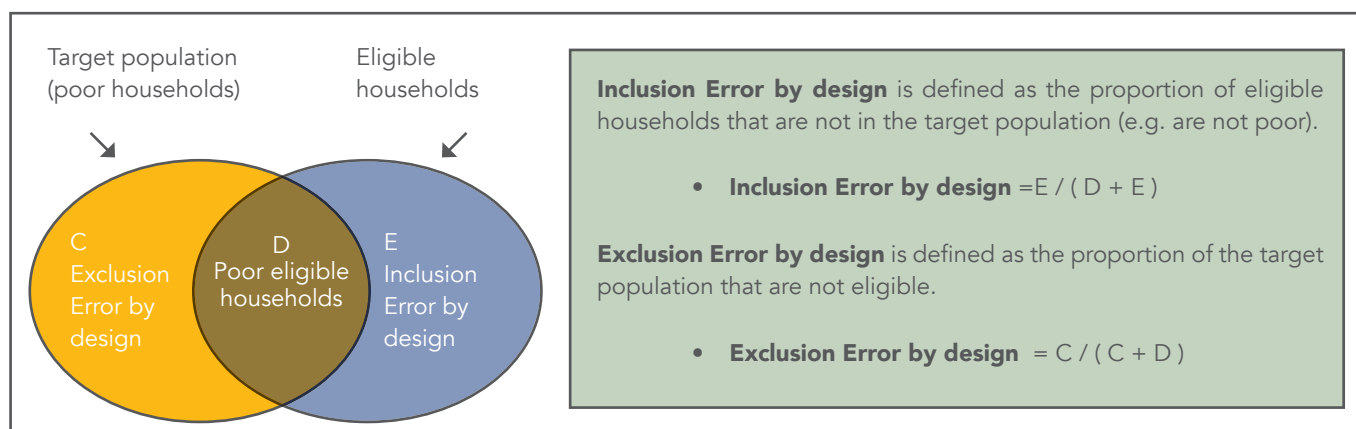 Target population
(poor households)
Eligible
households
C
Exclusion
Error by
design
D
Poor eligible
households
E
Inclusion
Error by
design
Inclusion Error by design is defined as the proportion of eligible
households that are not in the target population (e.g. are not poor).
• Inclusion Error by design =E / ( D + E )
Exclusion Error by design is defined as the proportion of the target
population that are not eligible.
• Exclusion Error by design = C / ( C + D )